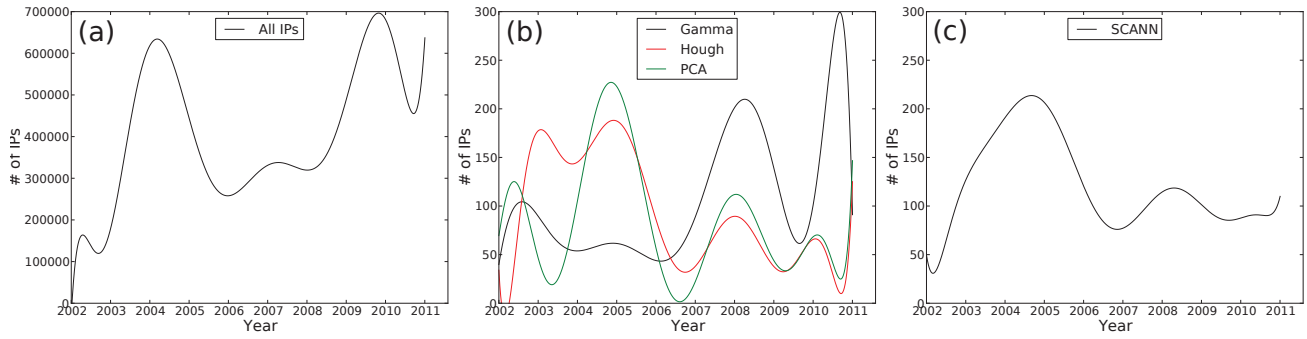 (a)
All IPs
700000
600000
500000
400000
300000
200000
100000
0
# of IPs
2002 2003 2004 2005 2006 2007 2008 2009 2010 2011
Year
(b)
Gamma
Hough
PCA
300
250
200
150
100
50
0
# of IPs
2002 2003 2004 2005 2006 2007 2008 2009 2010 2011
Year
(c)
SCANN
300
250
200
150
100
50
0
# of IPs
2002 2003 2004 2005 2006 2007 2008 2009 2010 2011
Year